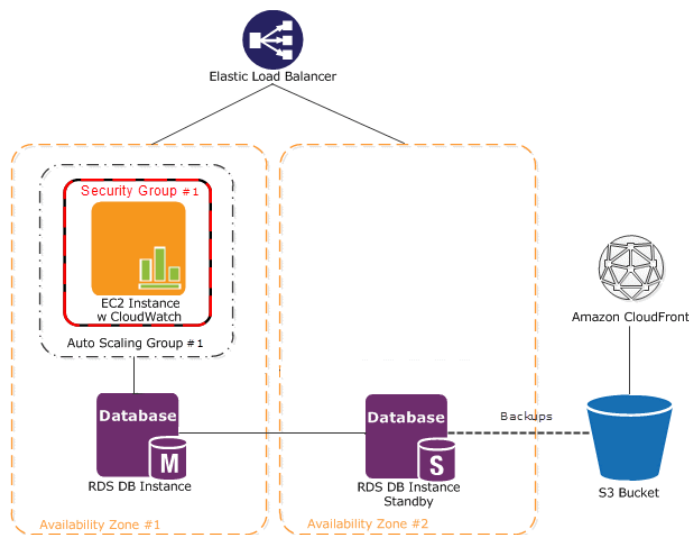 Elastic Load Balancer
Security Group #1
EC2 Instance
w CloudWatch
Auto Scaling Group #1
Amazon CloudFront
Database
M
RDS DB Instance
Database
S
RDS DB Instance
Standby
Backups
S3 Bucket
Availability Zone #1
Availability Zone #2